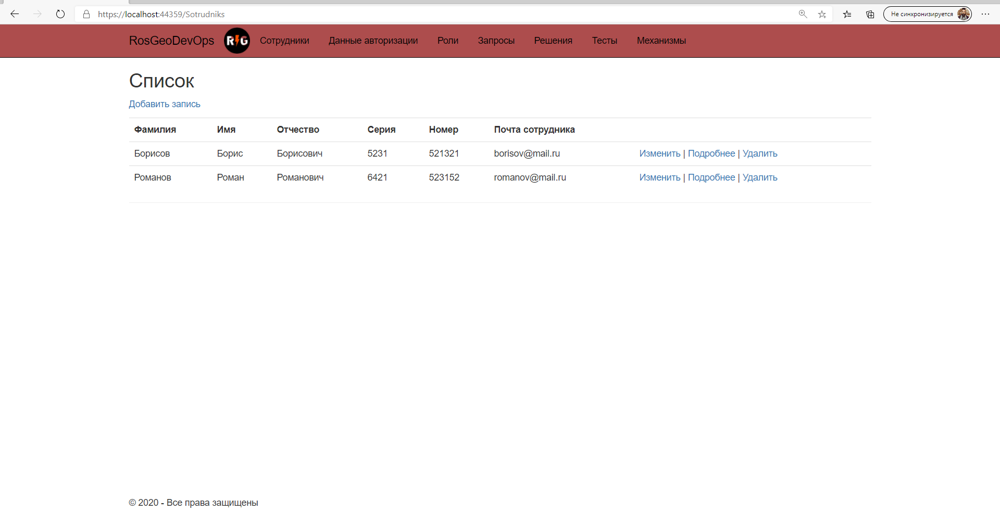 https://localhost:44359/Sotrudniks Не синхронизируется
RosGeoDevOps RG Сотрудники Данные авторизации Роли Запросы Решения Тесты Механизмы
Список
Добавить запись
Фамилия Имя Отчество Серия Номер Почта сотрудника
Борисов Борис Борисович 5231 521321 borisov@mail.ru Изменить | Подробнее | Удалить
Романов Роман Романович 6421 523152 romanov@mail.ru Изменить | Подробнее | Удалить
© 2020 - Все права защищены